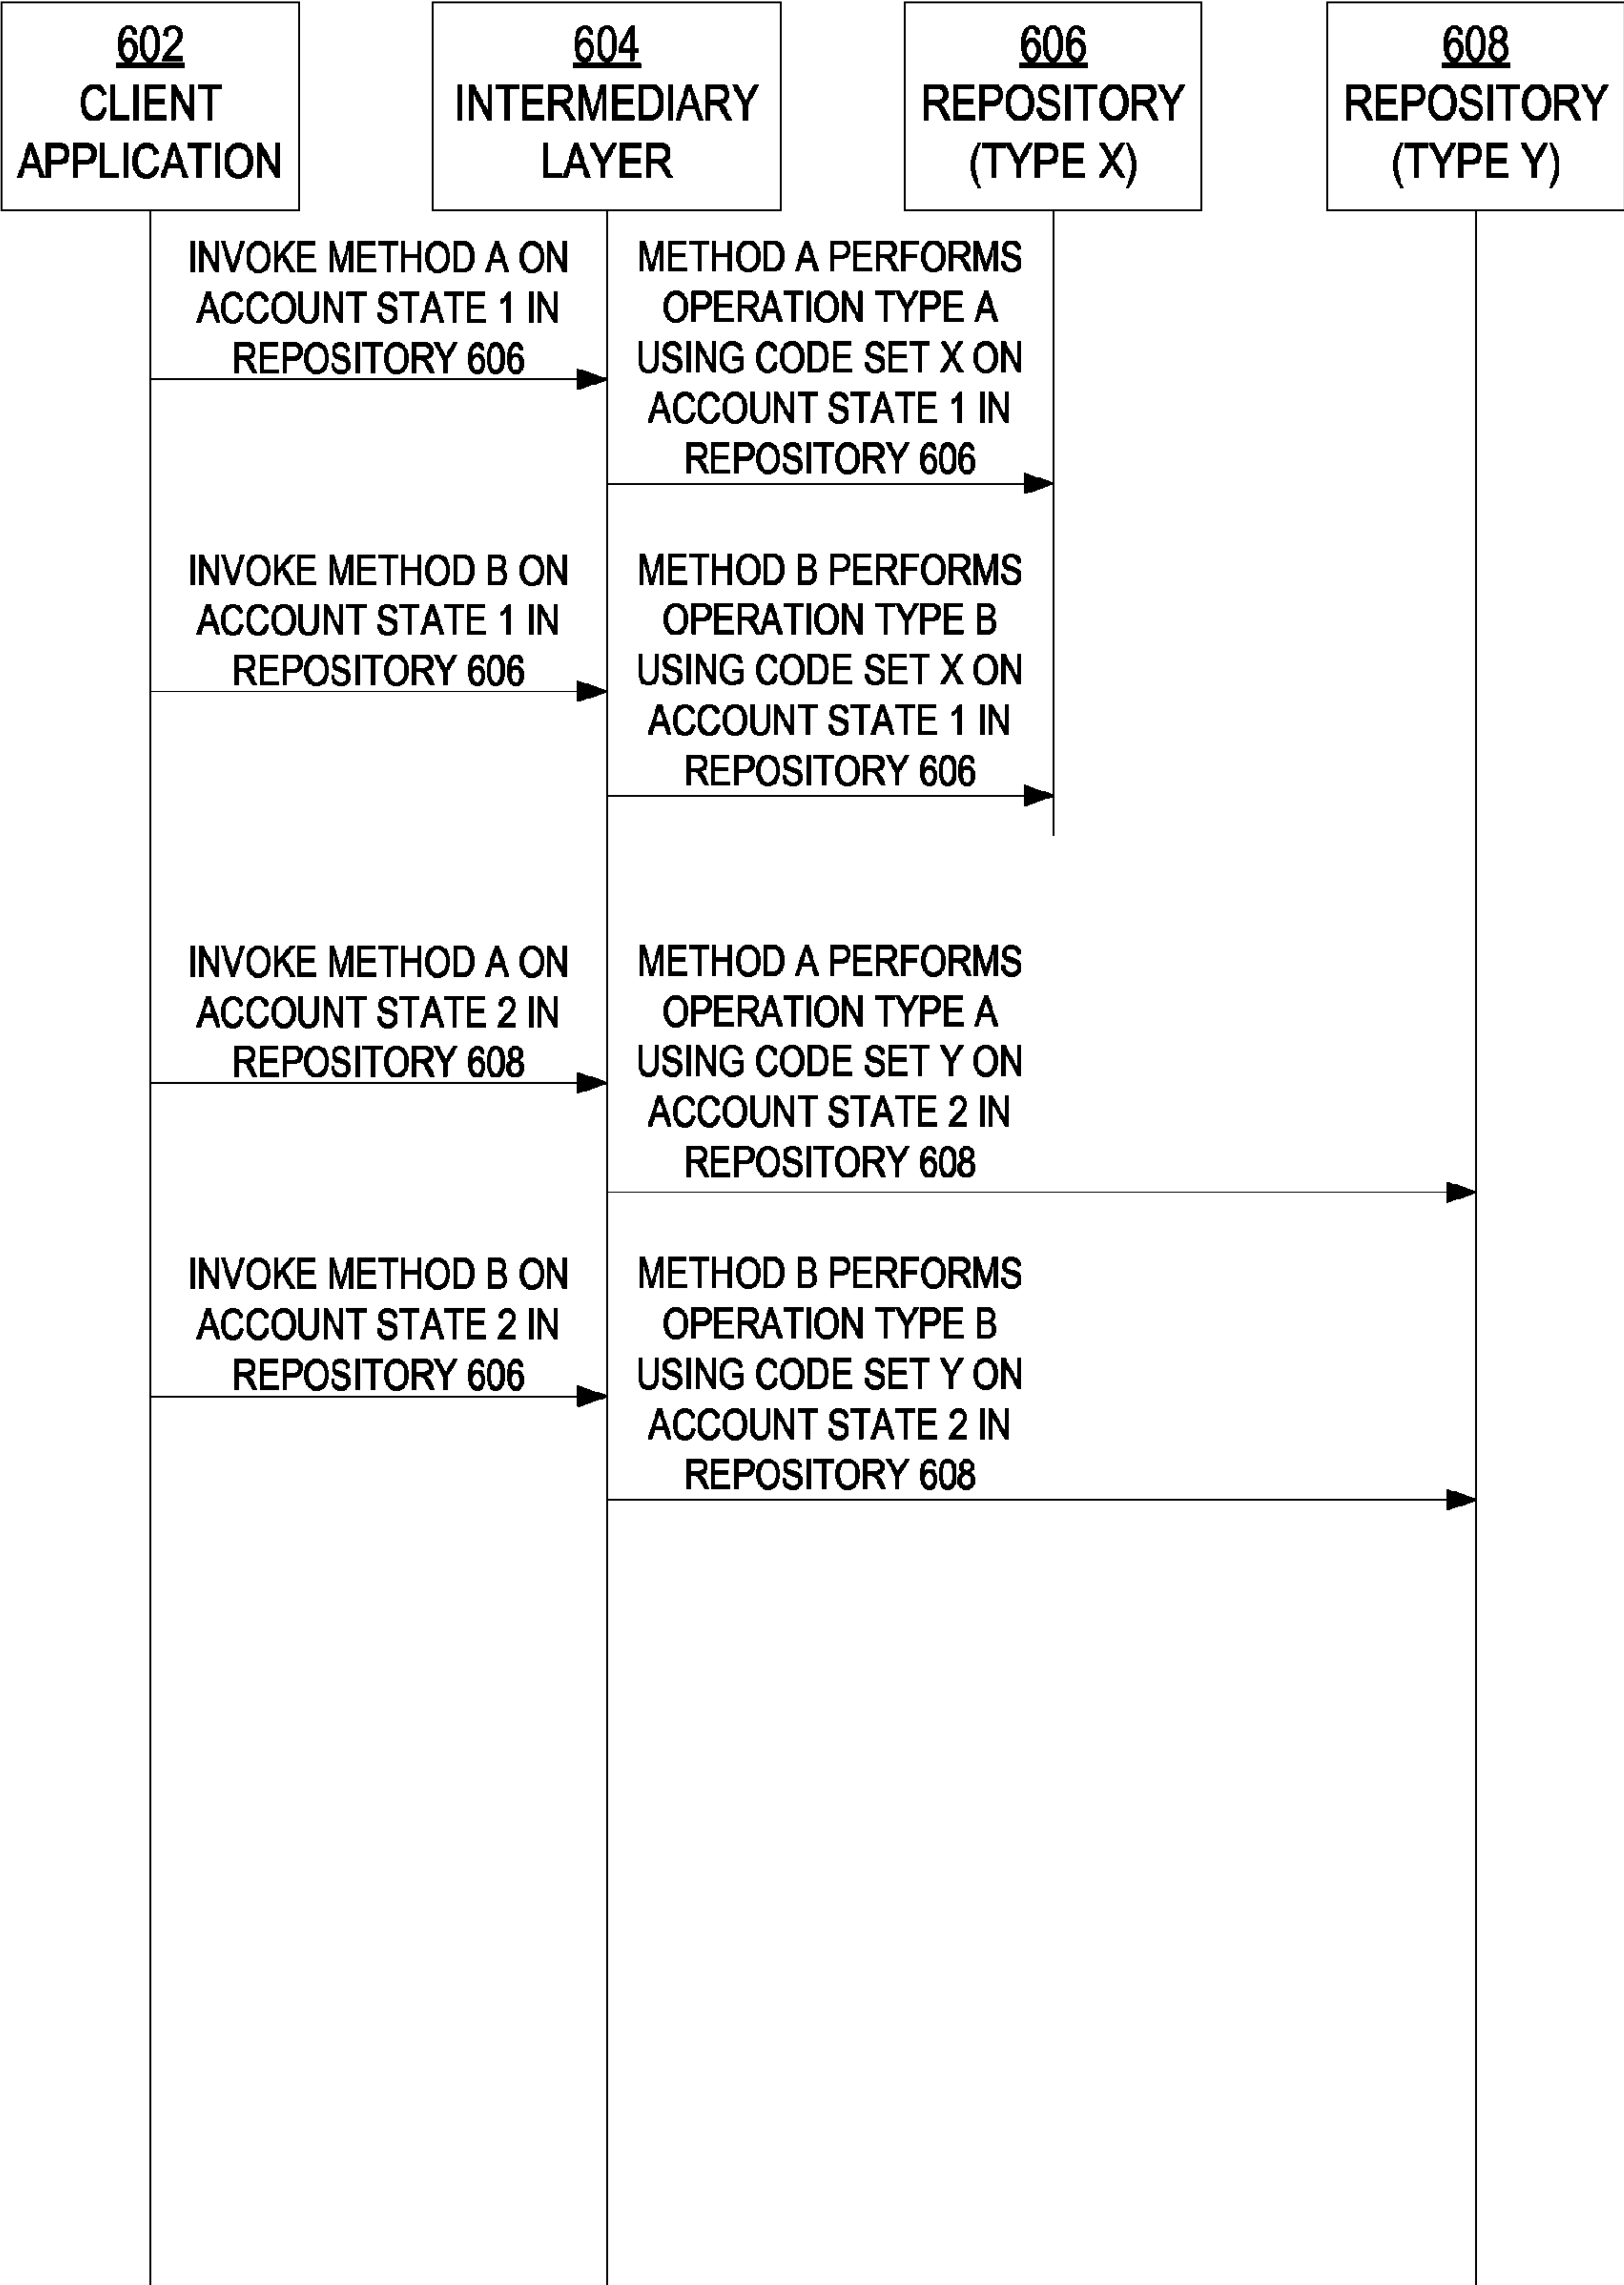 602
CLIENT
APPLICATION
604
INTERMEDIARY
LAYER
606
REPOSITORY
(TYPE X)
608
REPOSITORY
(TYPE Y)
INVOKE METHOD A ON
ACCOUNT STATE 1 IN
REPOSITORY 606
METHOD A PERFORMS
OPERATION TYPE A
USING CODE SET X ON
ACCOUNT STATE 1 IN
REPOSITORY 606
INVOKE METHOD B ON
ACCOUNT STATE 1 IN
REPOSITORY 606
METHOD B PERFORMS
OPERATION TYPE B
USING CODE SET X ON
ACCOUNT STATE 1 IN
REPOSITORY 606
INVOKE METHOD A ON
ACCOUNT STATE 2 IN
REPOSITORY 608
METHOD A PERFORMS
OPERATION TYPE A
USING CODE SET Y ON
ACCOUNT STATE 2 IN
REPOSITORY 608
INVOKE METHOD B ON
ACCOUNT STATE 2 IN
REPOSITORY 606
METHOD B PERFORMS
OPERATION TYPE B
USING CODE SET Y ON
ACCOUNT STATE 2 IN
REPOSITORY 608